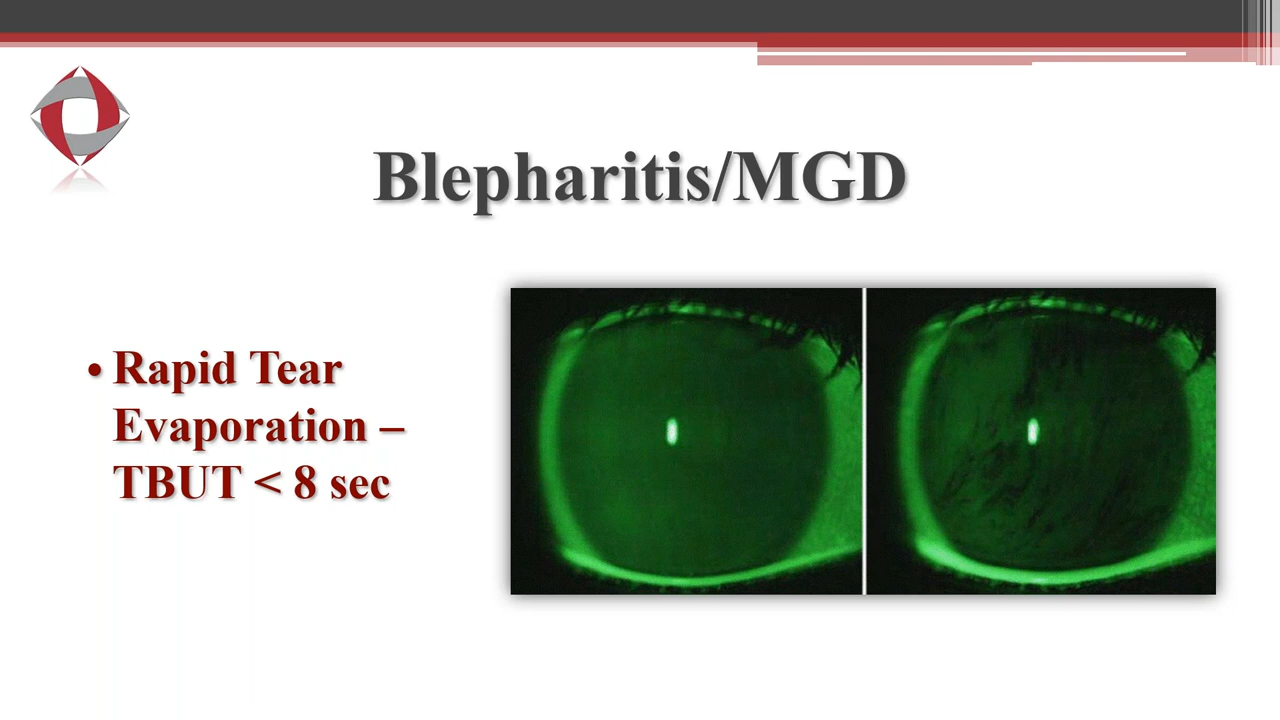 Blepharitis/MGD
• Rapid Tear
Evaporation –
TBUT < 8 sec